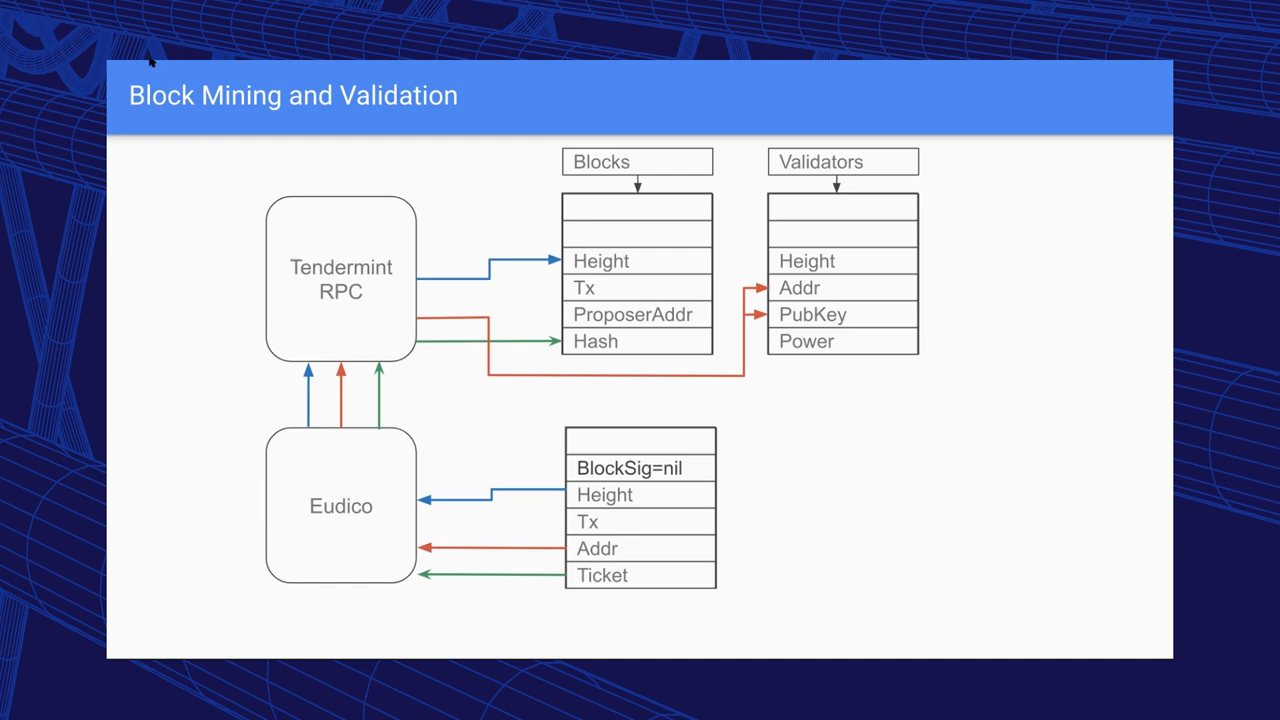 Block Mining and Validation
Blocks
Validators
Tendermint
RPC
Height
Tx
ProposerAddr
Hash
Height
Addr
PubKey
Power
Eudico
BlockSig=nil
Height
Tx
Addr
Ticket